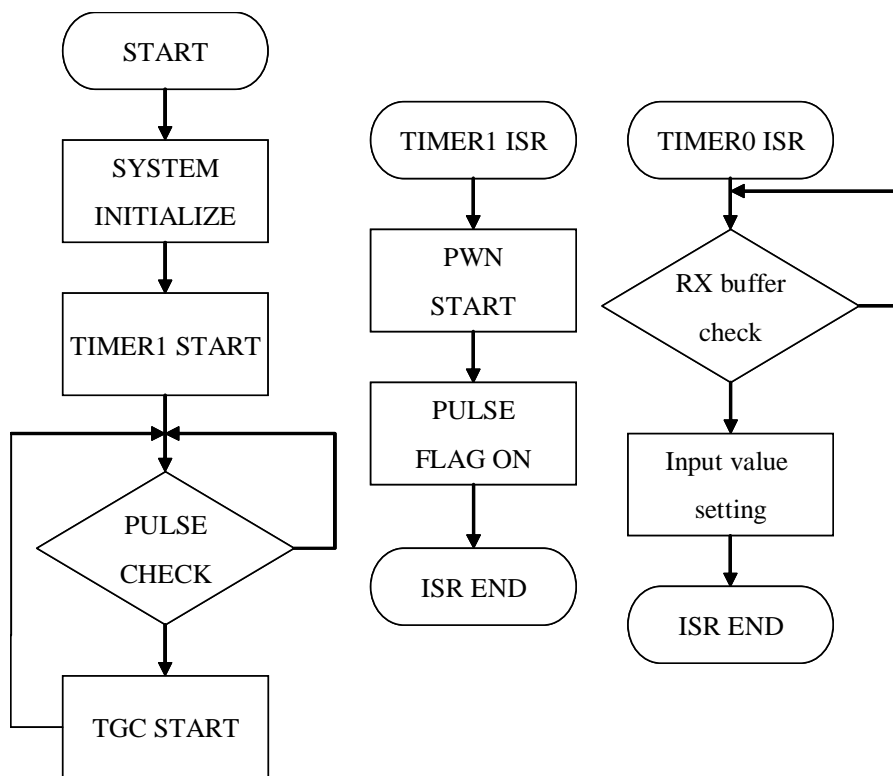 START
SYSTEM
INITIALIZE
TIMER1 START
PULSE
CHECK
TGC START
TIMER1 ISR
PWN
START
PULSE
FLAG ON
ISR END
TIMER0 ISR
RX buffer
check
Input value
setting
ISR END